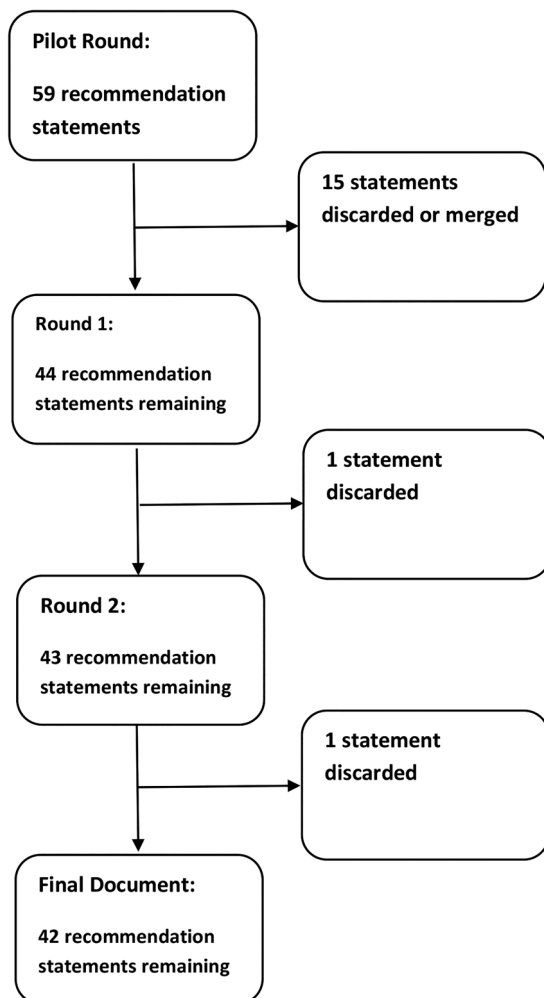 Pilot Round:
59 recommendation
statements
15 statements
discarded or merged
Round 1:
44 recommendation
statements remaining
1 statement
discarded
Round 2:
43 recommendation
statements remaining
1 statement
discarded
Final Document:
42 recommendation
statements remaining